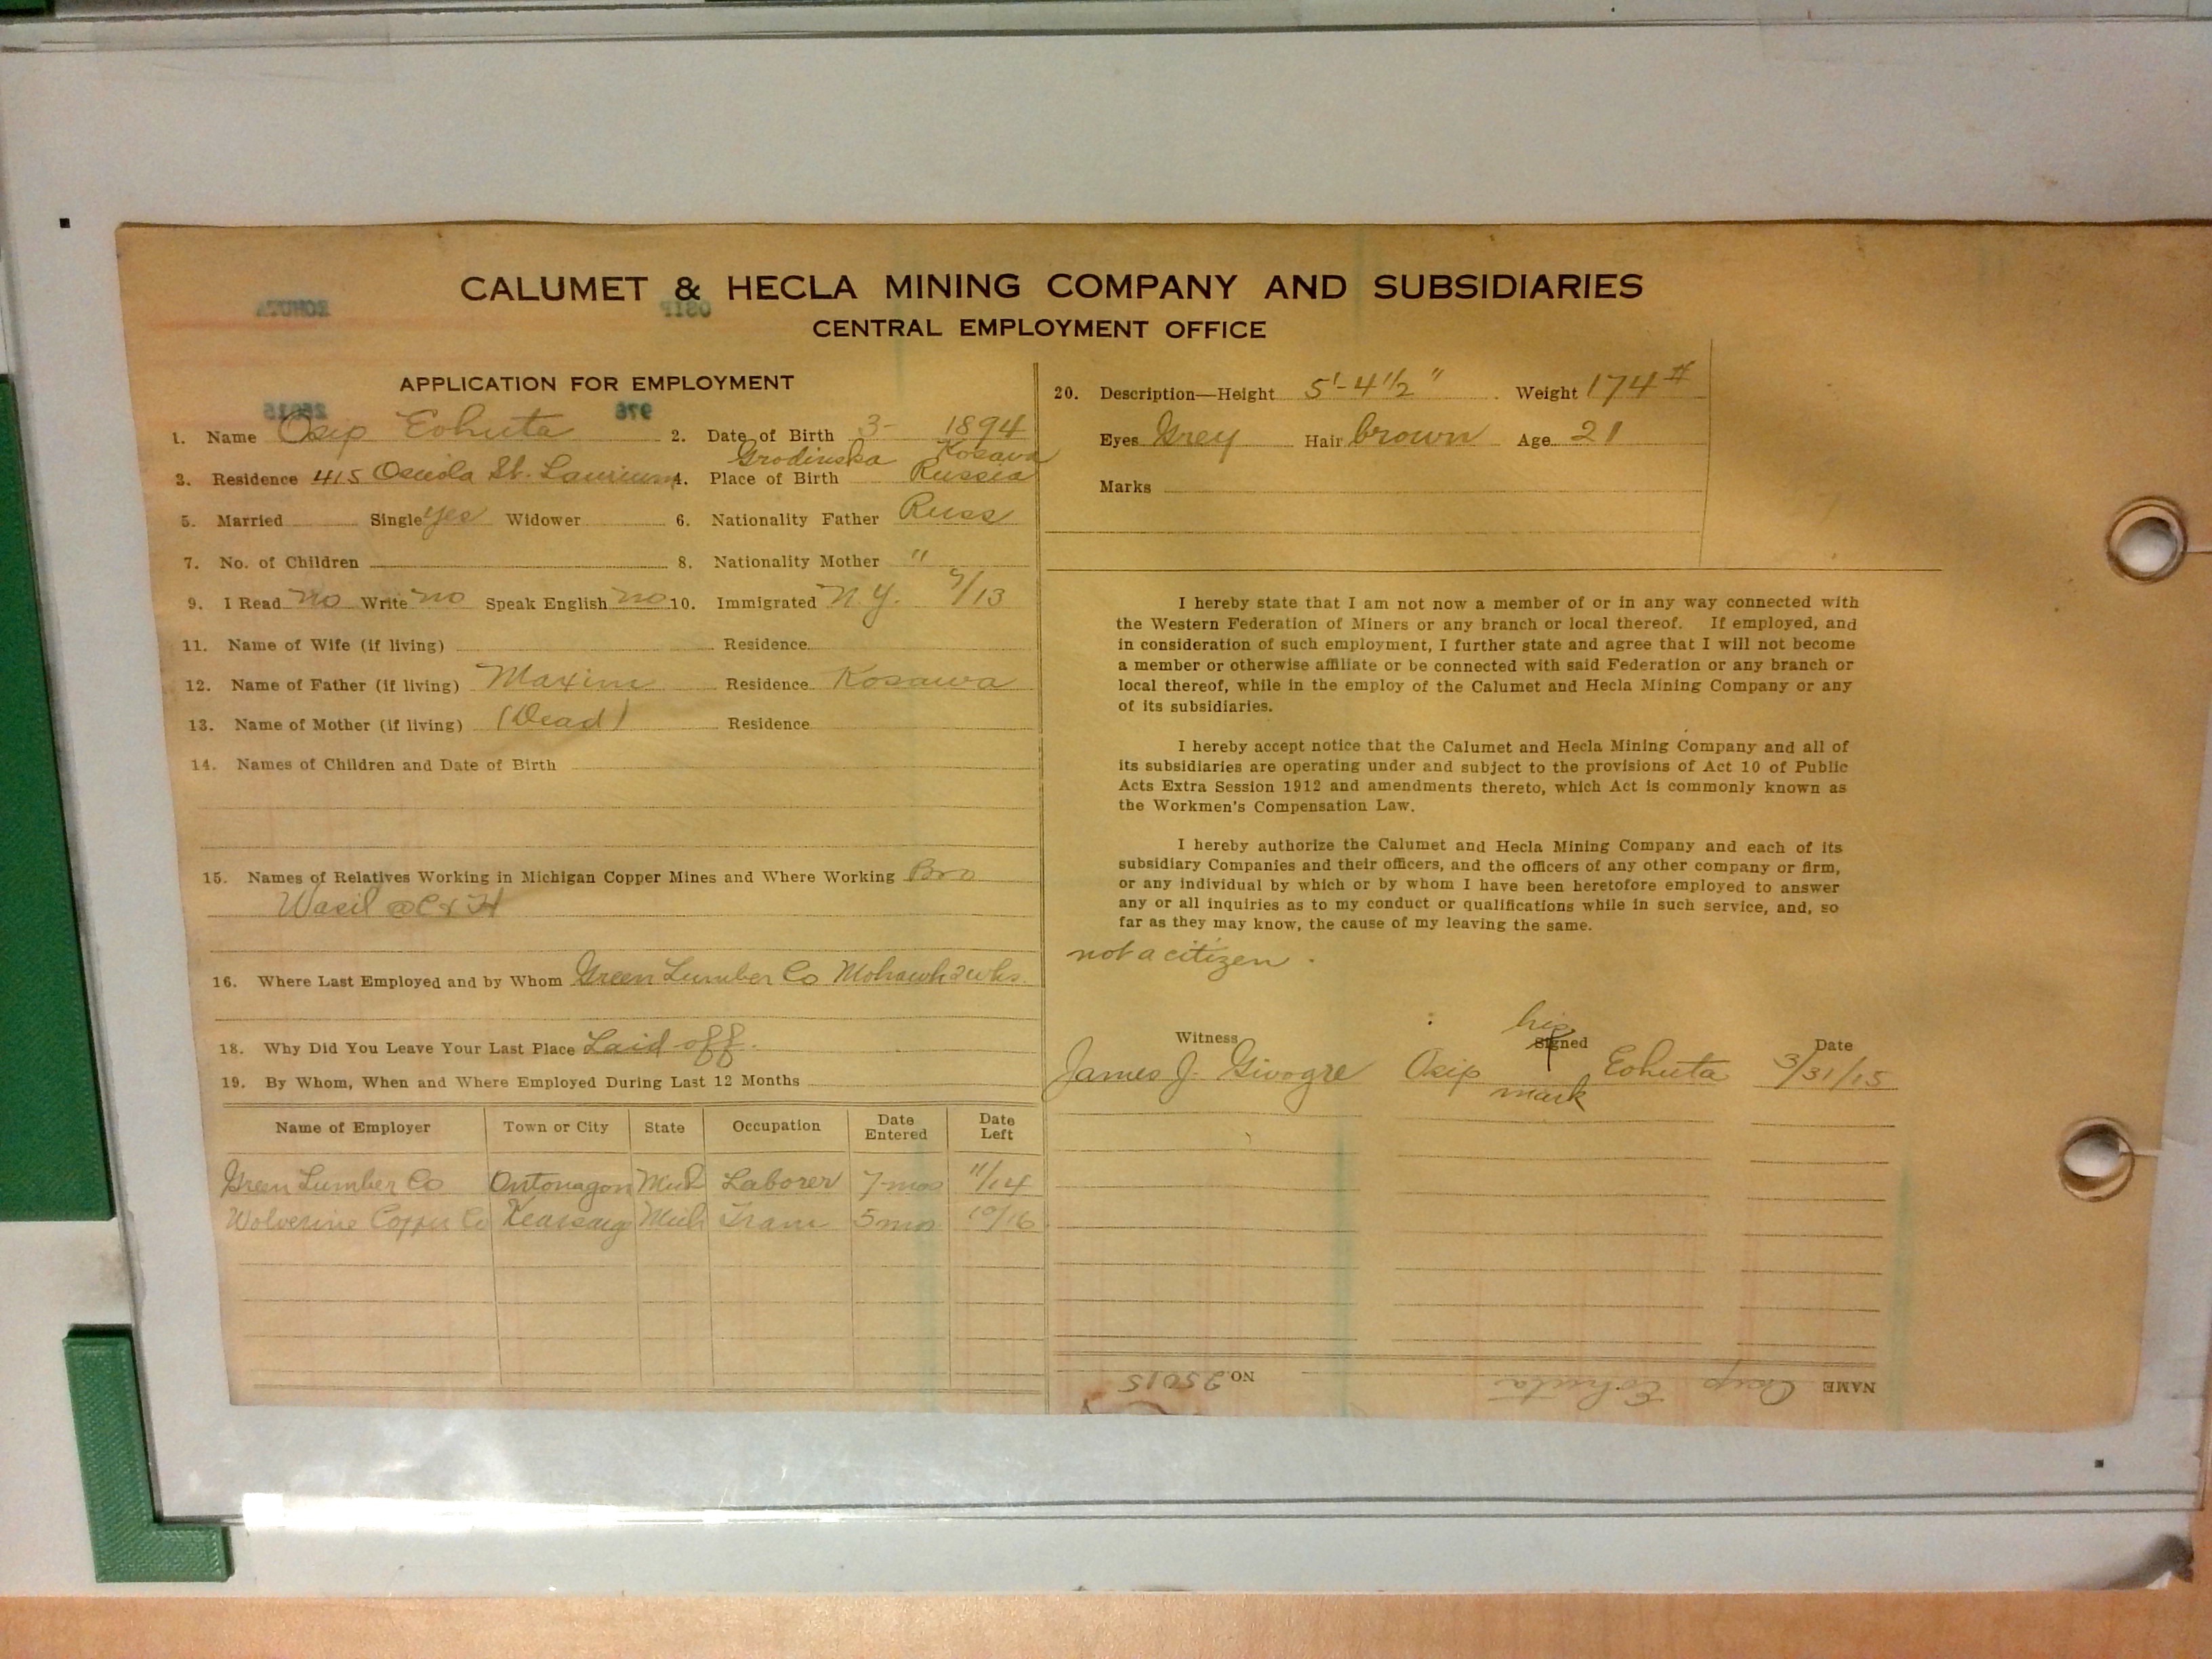 CALUMET & HECLA MINING COMPANY AND SUBSIDIARIES
CENTRAL EMPLOYMENT OFFICE
APPLICATION FOR EMPLOYMENT
25015 976
1. Name Osip Eohuta 2. Date of Birth 3- 1894
Grodinska Kosawa
3. Residence 415 Osceola St. Laurium 4. Place of Birth Russia
5. Married Single yes Widower 6. Nationality Father Russ
7. No. of Children 8. Nationality Mother "
9. I Read no Write no Speak English no 10. Immigrated N.Y. 9/13
11. Name of Wife (if living) Residence
12. Name of Father (if living) Maxim Residence Kosawa
13. Name of Mother (if living) (Dead) Residence
14. Names of Children and Date of Birth
15. Names of Relatives Working in Michigan Copper Mines and Where Working Bro
Wasil @ C & H
16. Where Last Employed and by Whom Green Lumber Co Mohawk 2 wks.
18. Why Did You Leave Your Last Place Laid off.
19. By Whom, When and Where Employed During Last 12 Months
Name of Employer Town or City State Occupation Date Entered Date Left
Green Lumber Co Ontonagon Mich Laborer 7 mos 11/14
Wolverine Copper Co Kearsarge Mich Tram 5 mos 10/16
20. Description—Height 5'-4 1/2" Weight 174#
Eyes Grey Hair brown Age 21
Marks
I hereby state that I am not now a member of or in any way connected with
the Western Federation of Miners or any branch or local thereof. If employed, and
in consideration of such employment, I further state and agree that I will not become
a member or otherwise affiliate or be connected with said Federation or any branch or
local thereof, while in the employ of the Calumet and Hecla Mining Company or any
of its subsidiaries.
I hereby accept notice that the Calumet and Hecla Mining Company and all of
its subsidiaries are operating under and subject to the provisions of Act 10 of Public
Acts Extra Session 1912 and amendments thereto, which Act is commonly known as
the Workmen's Compensation Law.
I hereby authorize the Calumet and Hecla Mining Company and each of its
subsidiary Companies and their officers, and the officers of any other company or firm,
or any individual by which or by whom I have been heretofore employed to answer
any or all inquiries as to my conduct or qualifications while in such service, and, so
far as they may know, the cause of my leaving the same.
not a citizen.
his
Witness Signed Date
James J. Givogre Osip Eohuta 3/31/15
mark
NAME Osip Eohuta NO. 25015